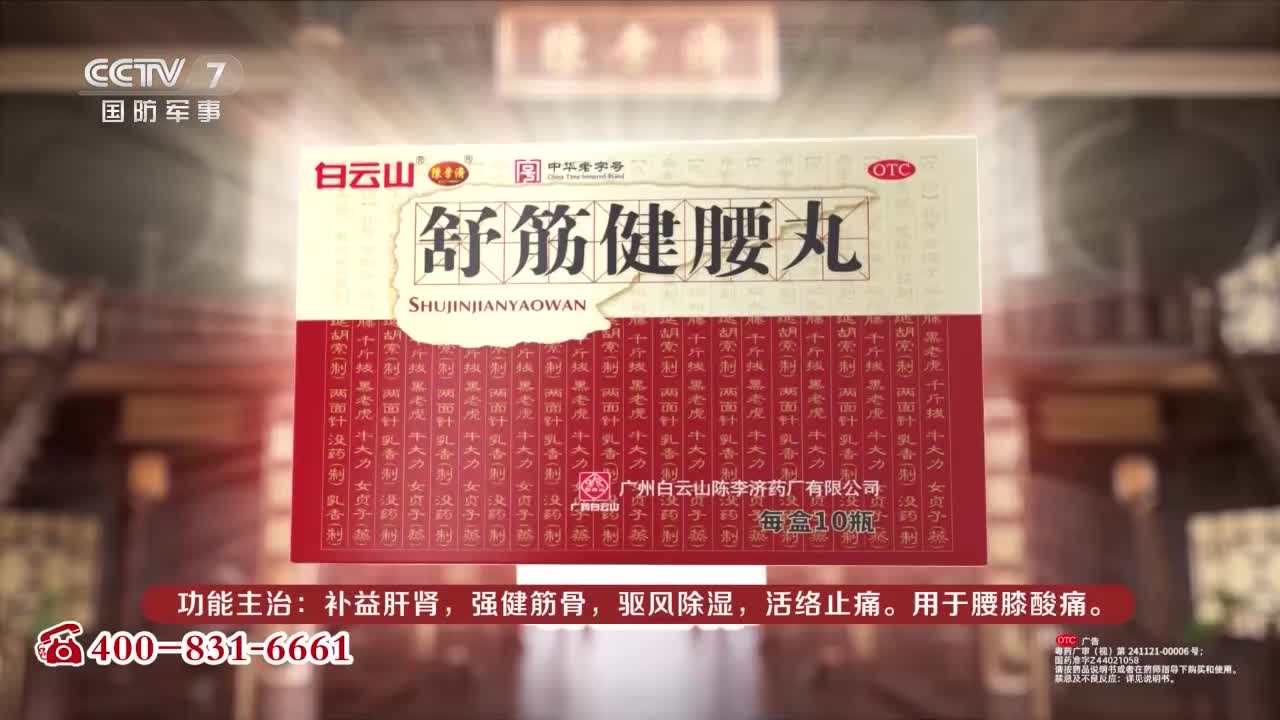 CCTV 7
国防军事
陳李濟
白云山
陳李濟
中华老字号
China Time-honored Brand
OTC
舒筋健腰丸
SHUJINJIANYAOWAN
广药白云山
广州白云山陈李济药厂有限公司
每盒10瓶
功能主治：补益肝肾，强健筋骨，驱风除湿，活络止痛。用于腰膝酸痛。
400-831-6661
OTC 广告
粤药广审（视）第 241121-00006 号；
国药准字Z44021058
请按药品说明书或者在药师指导下购买和使用。
禁忌及不良反应：详见说明书。